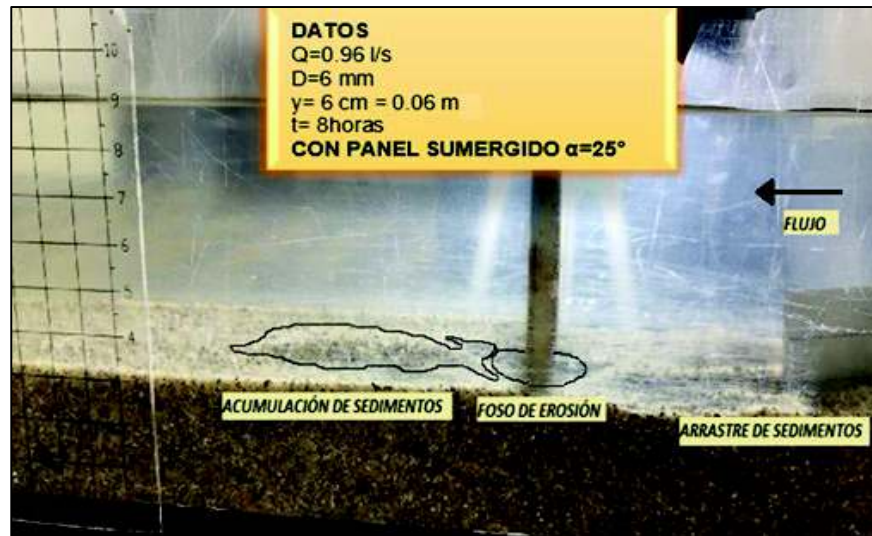 DATOS
Q=0.96 l/s
D=6 mm
y= 6 cm = 0.06 m
t= 8horas
CON PANEL SUMERGIDO α=25°
10
9
8
7
6
5
4
FLUJO
ACUMULACIÓN DE SEDIMENTOS
FOSO DE EROSIÓN
ARRASTRE DE SEDIMENTOS